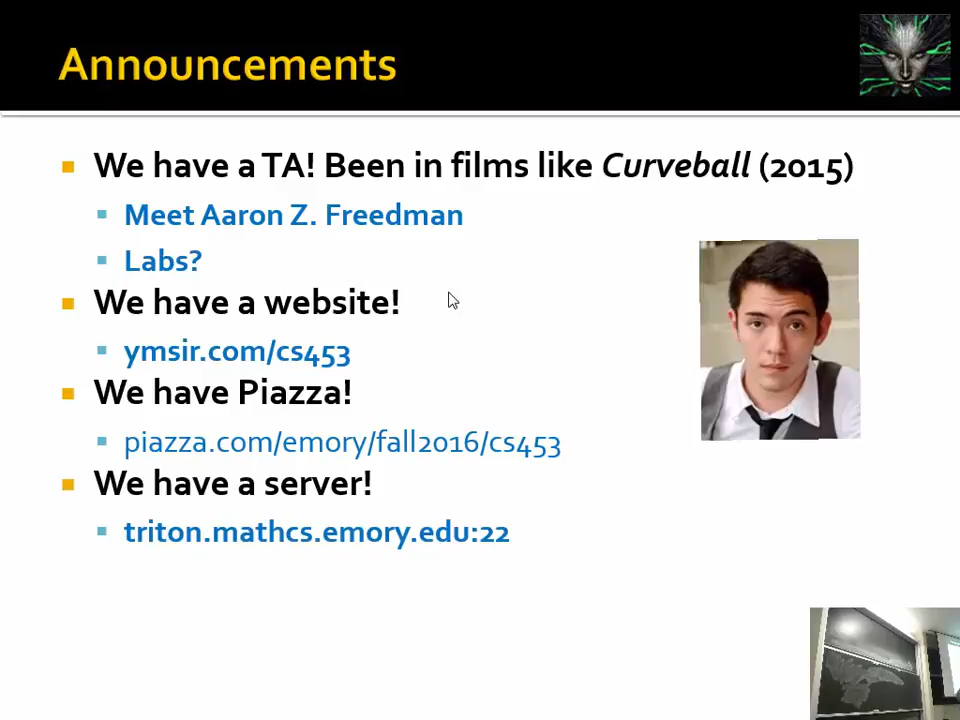 Announcements
We have a TA! Been in films like Curveball (2015)
Meet Aaron Z. Freedman
Labs?
We have a website!
ymsir.com/cs453
We have Piazza!
piazza.com/emory/fall2016/cs453
We have a server!
triton.mathcs.emory.edu:22